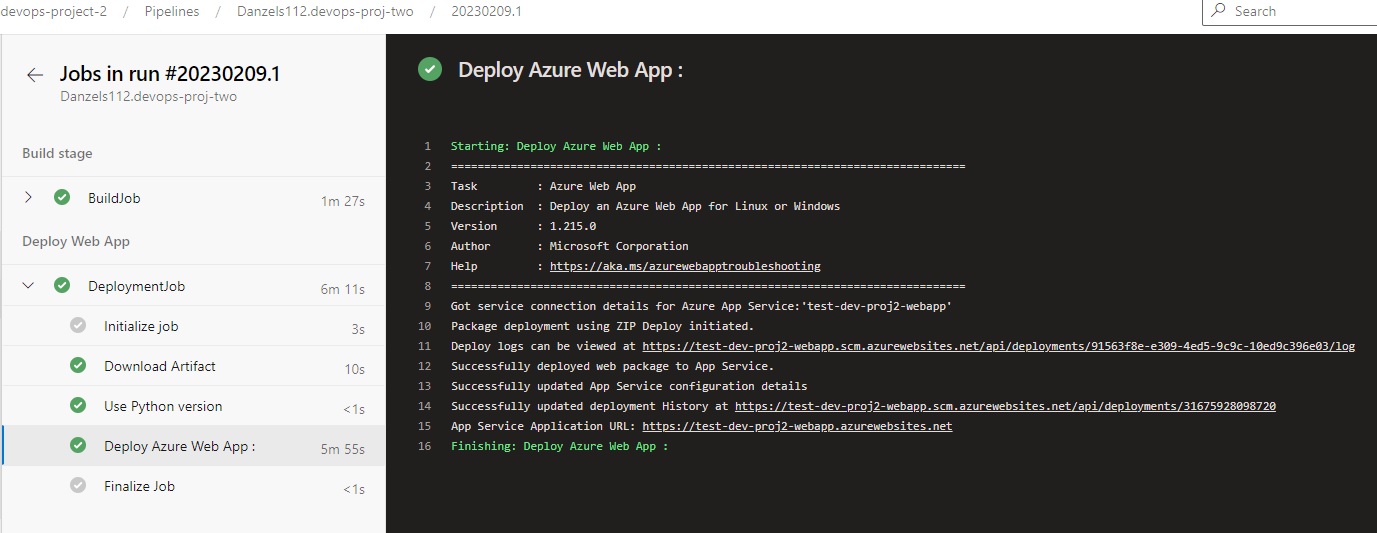 devops-project-2 / Pipelines / Danzels112.devops-proj-two / 20230209.1
Search
Jobs in run #20230209.1
Danzels112.devops-proj-two
Build stage
BuildJob 1m 27s
Deploy Web App
DeploymentJob 6m 11s
Initialize job 3s
Download Artifact 10s
Use Python version <1s
Deploy Azure Web App : 5m 55s
Finalize Job <1s
Deploy Azure Web App :
1 Starting: Deploy Azure Web App :
2 ==============================================================================
3 Task : Azure Web App
4 Description : Deploy an Azure Web App for Linux or Windows
5 Version : 1.215.0
6 Author : Microsoft Corporation
7 Help : https://aka.ms/azurewebapptroubleshooting
8 ==============================================================================
9 Got service connection details for Azure App Service:'test-dev-proj2-webapp'
10 Package deployment using ZIP Deploy initiated.
11 Deploy logs can be viewed at https://test-dev-proj2-webapp.scm.azurewebsites.net/api/deployments/91563f8e-e309-4ed5-9c9c-10ed9c396e03/log
12 Successfully deployed web package to App Service.
13 Successfully updated App Service configuration details
14 Successfully updated deployment History at https://test-dev-proj2-webapp.scm.azurewebsites.net/api/deployments/31675928098720
15 App Service Application URL: https://test-dev-proj2-webapp.azurewebsites.net
16 Finishing: Deploy Azure Web App :